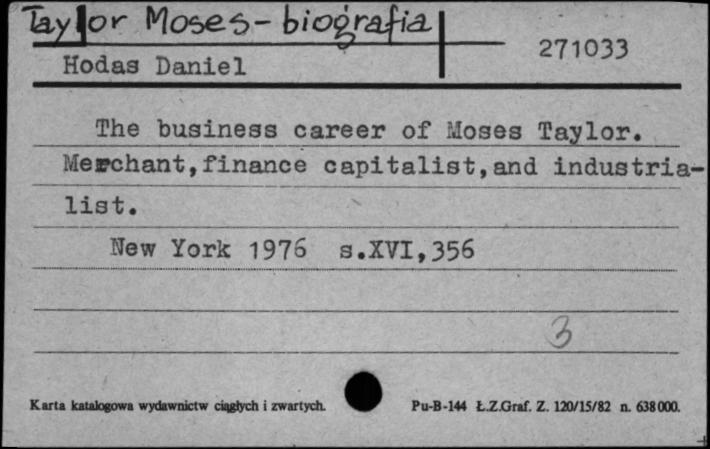 Taylor Moses - biografia
271033
Hodas Daniel
The business career of Moses Taylor.
Merchant,finance capitalist,and industria-
list.
New York 1976 s.XVI,356
3
Karta katalogowa wydawnictw ciągłych i zwartych.
Pu-B-144 Ł.Z.Graf. Z. 120/15/82 n. 638000.